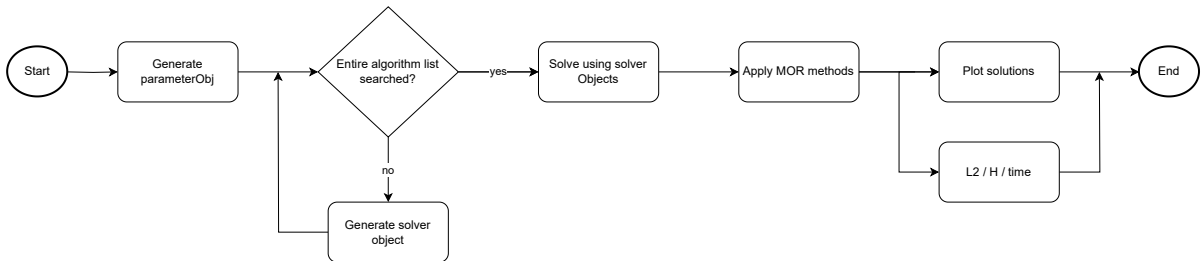 Start
Generate
parameterObj
Entire algorithm list
searched?
yes
no
Generate solver
object
Solve using solver
Objects
Apply MOR methods
Plot solutions
L2 / H / time
End